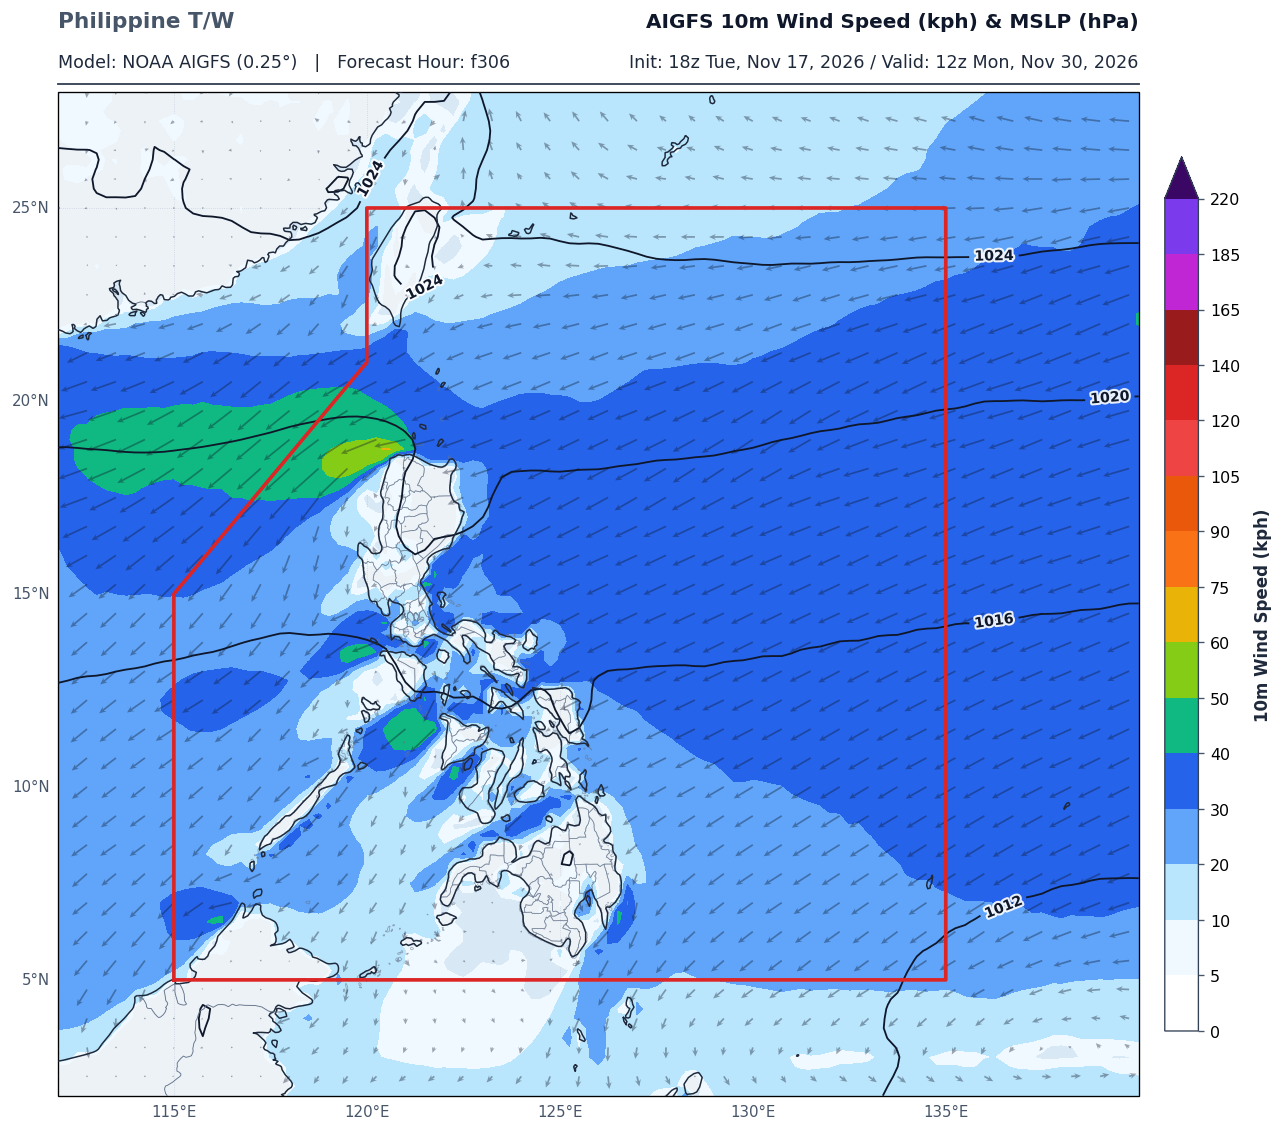 Philippine T/W
AIGFS 10m Wind Speed (kph) & MSLP (hPa)
Model: NOAA AIGFS (0.25°)   |   Forecast Hour: f306
Init: 18z Tue, Nov 17, 2026 / Valid: 12z Mon, Nov 30, 2026
1024
1024
1024
1020
1016
1012
25°N
20°N
15°N
10°N
5°N
115°E
120°E
125°E
130°E
135°E
220
185
165
140
120
105
90
75
60
50
40
30
20
10
5
0
10m Wind Speed (kph)